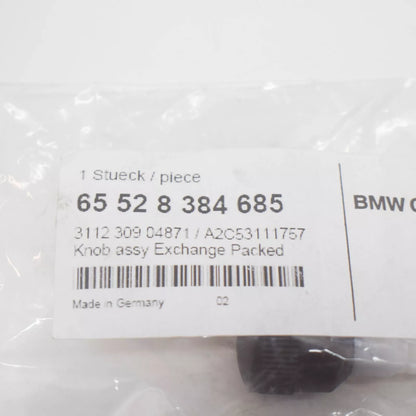 1 Stueck / piece
65 52 8 384 685
BMW
3112 309 04871 / A2C53111757
Knob assy Exchange Packed
Made in Germany 02